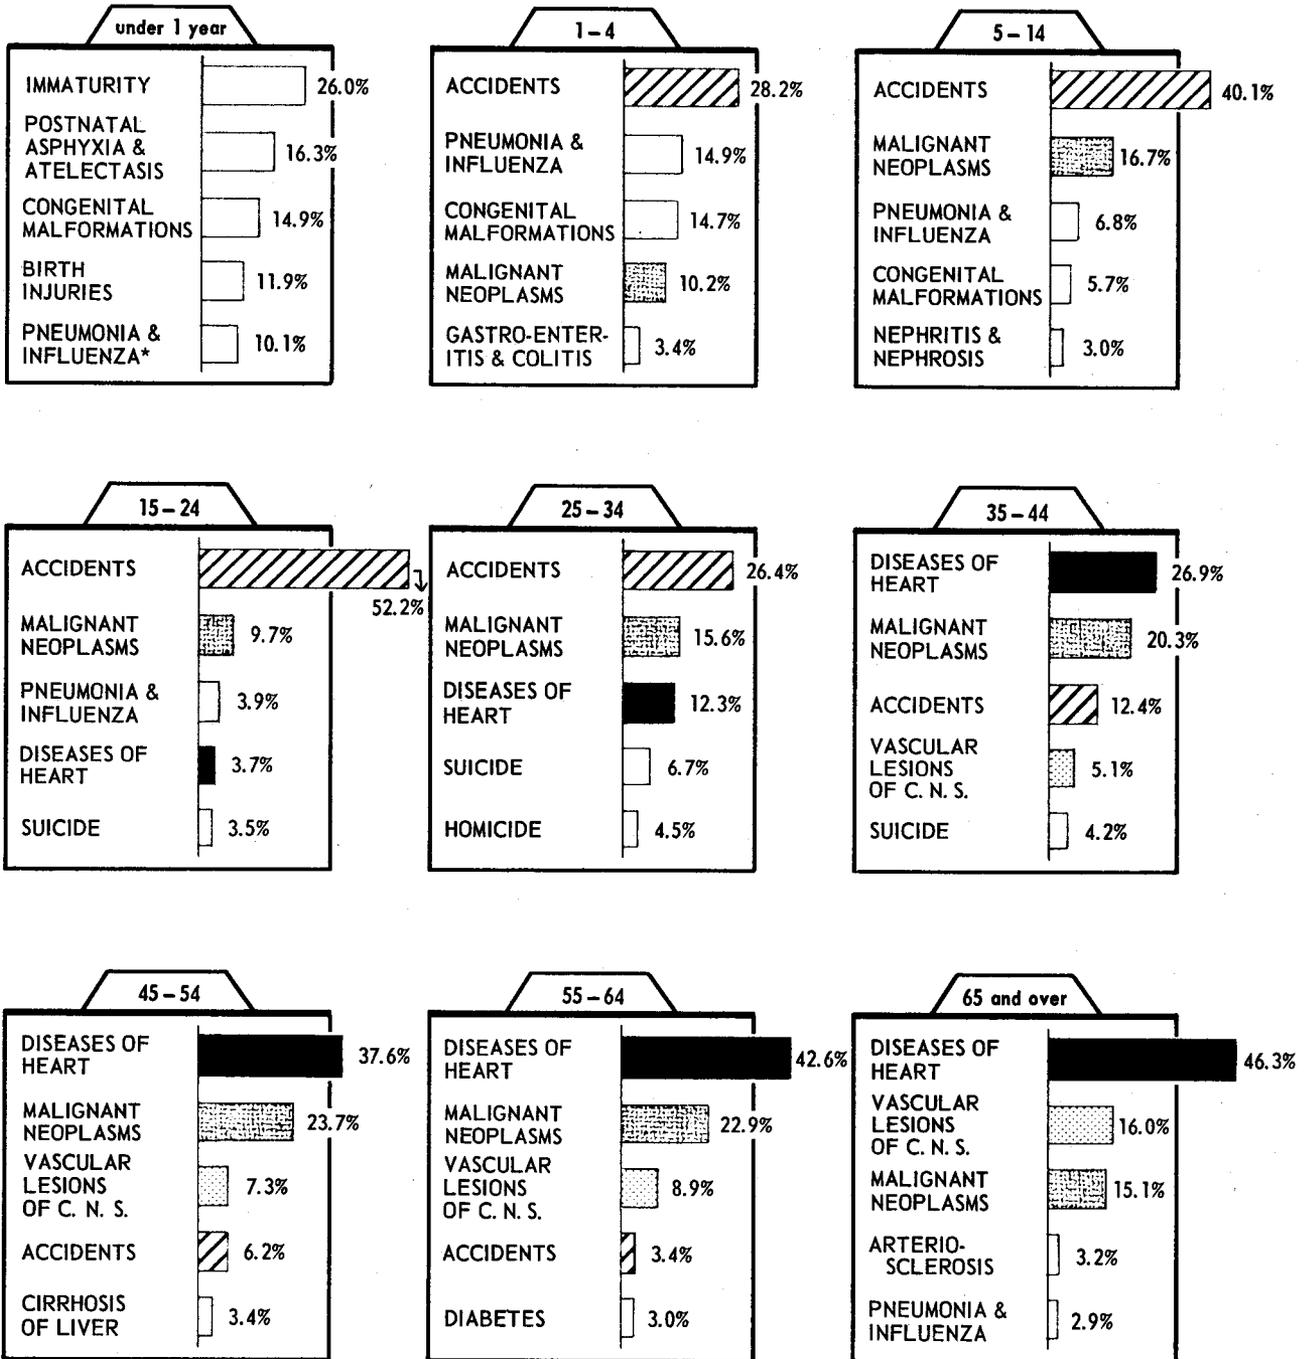 under 1 year
IMMATURITY
26.0%
POSTNATAL
ASPHYXIA &
ATELECTASIS
16.3%
CONGENITAL
MALFORMATIONS
14.9%
BIRTH
INJURIES
11.9%
PNEUMONIA &
INFLUENZA*
10.1%
1–4
ACCIDENTS
28.2%
PNEUMONIA &
INFLUENZA
14.9%
CONGENITAL
MALFORMATIONS
14.7%
MALIGNANT
NEOPLASMS
10.2%
GASTRO-ENTER-
ITIS & COLITIS
3.4%
5–14
ACCIDENTS
40.1%
MALIGNANT
NEOPLASMS
16.7%
PNEUMONIA &
INFLUENZA
6.8%
CONGENITAL
MALFORMATIONS
5.7%
NEPHRITIS &
NEPHROSIS
3.0%
15–24
ACCIDENTS
52.2%
MALIGNANT
NEOPLASMS
9.7%
PNEUMONIA &
INFLUENZA
3.9%
DISEASES OF
HEART
3.7%
SUICIDE
3.5%
25–34
ACCIDENTS
26.4%
MALIGNANT
NEOPLASMS
15.6%
DISEASES OF
HEART
12.3%
SUICIDE
6.7%
HOMICIDE
4.5%
35–44
DISEASES OF
HEART
26.9%
MALIGNANT
NEOPLASMS
20.3%
ACCIDENTS
12.4%
VASCULAR
LESIONS
OF C. N. S.
5.1%
SUICIDE
4.2%
45–54
DISEASES OF
HEART
37.6%
MALIGNANT
NEOPLASMS
23.7%
VASCULAR
LESIONS
OF C. N. S.
7.3%
ACCIDENTS
6.2%
CIRRHOSIS
OF LIVER
3.4%
55–64
DISEASES OF
HEART
42.6%
MALIGNANT
NEOPLASMS
22.9%
VASCULAR
LESIONS
OF C. N. S.
8.9%
ACCIDENTS
3.4%
DIABETES
3.0%
65 and over
DISEASES OF
HEART
46.3%
VASCULAR
LESIONS
OF C. N. S.
16.0%
MALIGNANT
NEOPLASMS
15.1%
ARTERIO-
SCLEROSIS
3.2%
PNEUMONIA &
INFLUENZA
2.9%